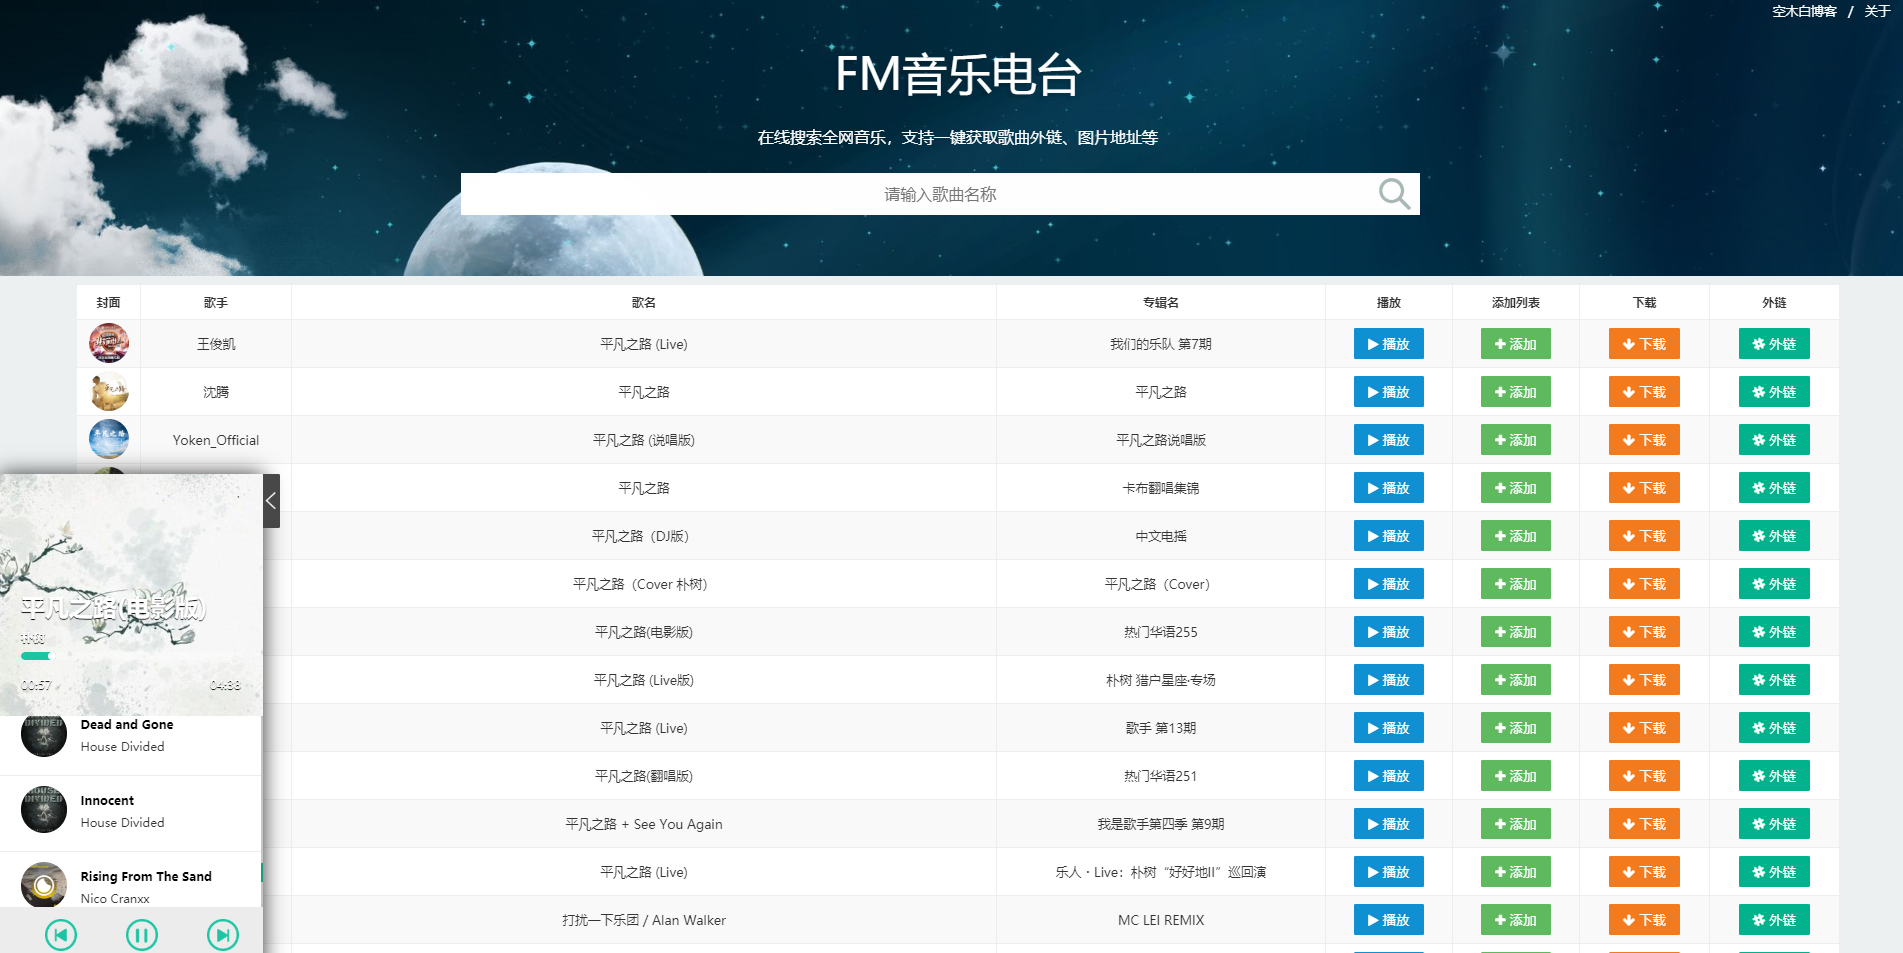 空木白博客 / 关于
FM音乐电台
在线搜索全网音乐，支持一键获取歌曲外链、图片地址等
请输入歌曲名称
封面 歌手 歌名 专辑名 播放 添加列表 下载 外链
王俊凯 平凡之路 (Live) 我们的乐队 第7期 播放 添加 下载 外链
沈腾 平凡之路 平凡之路 播放 添加 下载 外链
Yoken_Official 平凡之路 (说唱版) 平凡之路说唱版 播放 添加 下载 外链
平凡之路 卡布翻唱集锦 播放 添加 下载 外链
平凡之路（DJ版） 中文电摇 播放 添加 下载 外链
平凡之路（Cover 朴树） 平凡之路（Cover） 播放 添加 下载 外链
平凡之路(电影版) 热门华语255 播放 添加 下载 外链
平凡之路 (Live版) 朴树 猎户星座·专场 播放 添加 下载 外链
平凡之路 (Live) 歌手 第13期 播放 添加 下载 外链
平凡之路(翻唱版) 热门华语251 播放 添加 下载 外链
平凡之路 + See You Again 我是歌手第四季 第9期 播放 添加 下载 外链
平凡之路 (Live) 乐人・Live：朴树“好好地II”巡回演 播放 添加 下载 外链
打扰一下乐团 / Alan Walker MC LEI REMIX 播放 添加 下载 外链
平凡之路(电影版)
朴树
00:57 04:38
Dead and Gone
House Divided
Innocent
House Divided
Rising From The Sand
Nico Cranxx